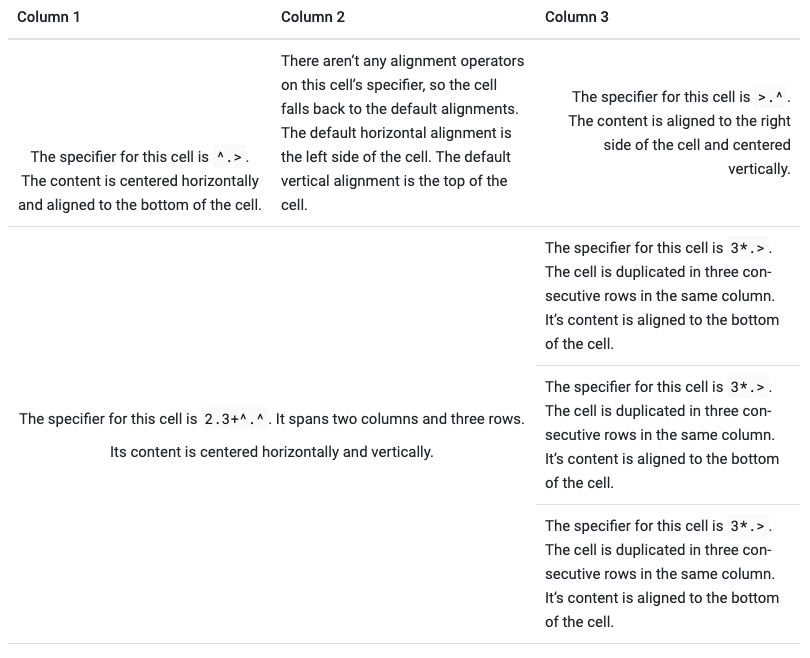 Column 1
Column 2
Column 3
The specifier for this cell is ^.>.
The content is centered horizontally
and aligned to the bottom of the cell.
There aren’t any alignment operators
on this cell’s specifier, so the cell
falls back to the default alignments.
The default horizontal alignment is
the left side of the cell. The default
vertical alignment is the top of the
cell.
The specifier for this cell is >.^.
The content is aligned to the right
side of the cell and centered
vertically.
The specifier for this cell is 2.3+^.^. It spans two columns and three rows.
Its content is centered horizontally and vertically.
The specifier for this cell is 3*.>.
The cell is duplicated in three con-
secutive rows in the same column.
It’s content is aligned to the bottom
of the cell.
The specifier for this cell is 3*.>.
The cell is duplicated in three con-
secutive rows in the same column.
It’s content is aligned to the bottom
of the cell.
The specifier for this cell is 3*.>.
The cell is duplicated in three con-
secutive rows in the same column.
It’s content is aligned to the bottom
of the cell.